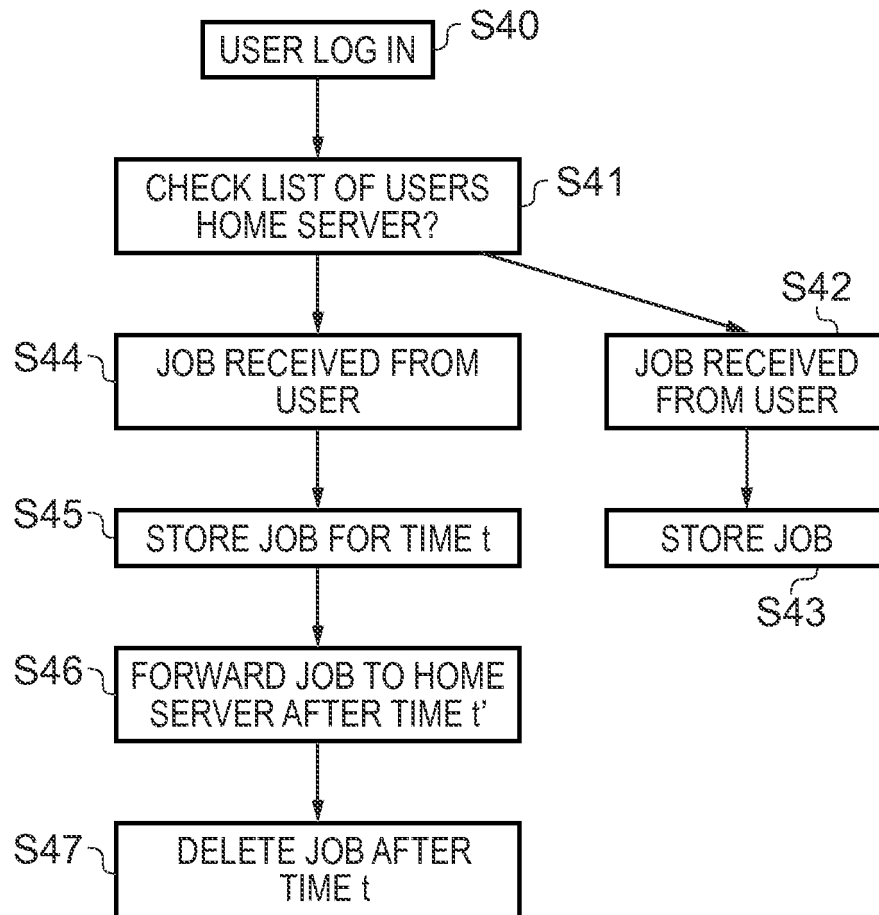 USER LOG IN
S40
CHECK LIST OF USERS
HOME SERVER?
S41
S42
S44
JOB RECEIVED FROM
USER
JOB RECEIVED
FROM USER
S45
STORE JOB FOR TIME t
STORE JOB
S43
S46
FORWARD JOB TO HOME
SERVER AFTER TIME t'
S47
DELETE JOB AFTER
TIME t